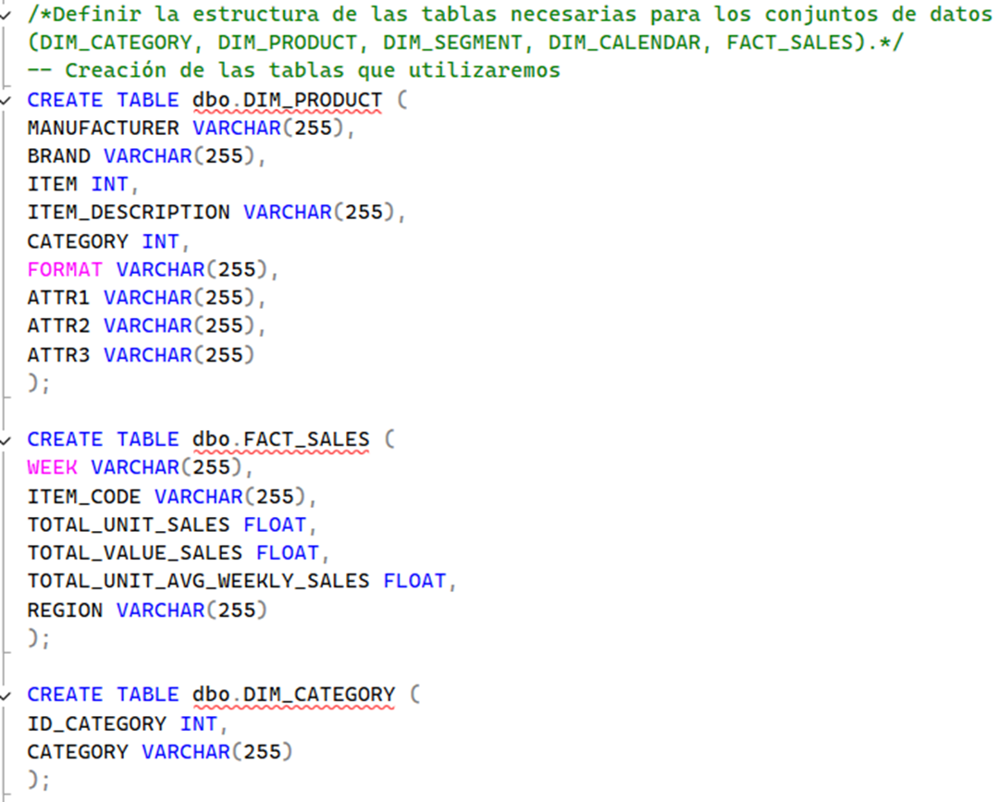 /*Definir la estructura de las tablas necesarias para los conjuntos de datos
(DIM_CATEGORY, DIM_PRODUCT, DIM_SEGMENT, DIM_CALENDAR, FACT_SALES).*/
-- Creación de las tablas que utilizaremos
CREATE TABLE dbo.DIM_PRODUCT (
MANUFACTURER VARCHAR(255),
BRAND VARCHAR(255),
ITEM INT,
ITEM_DESCRIPTION VARCHAR(255),
CATEGORY INT,
FORMAT VARCHAR(255),
ATTR1 VARCHAR(255),
ATTR2 VARCHAR(255),
ATTR3 VARCHAR(255)
);
CREATE TABLE dbo.FACT_SALES (
WEEK VARCHAR(255),
ITEM_CODE VARCHAR(255),
TOTAL_UNIT_SALES FLOAT,
TOTAL_VALUE_SALES FLOAT,
TOTAL_UNIT_AVG_WEEKLY_SALES FLOAT,
REGION VARCHAR(255)
);
CREATE TABLE dbo.DIM_CATEGORY (
ID_CATEGORY INT,
CATEGORY VARCHAR(255)
);